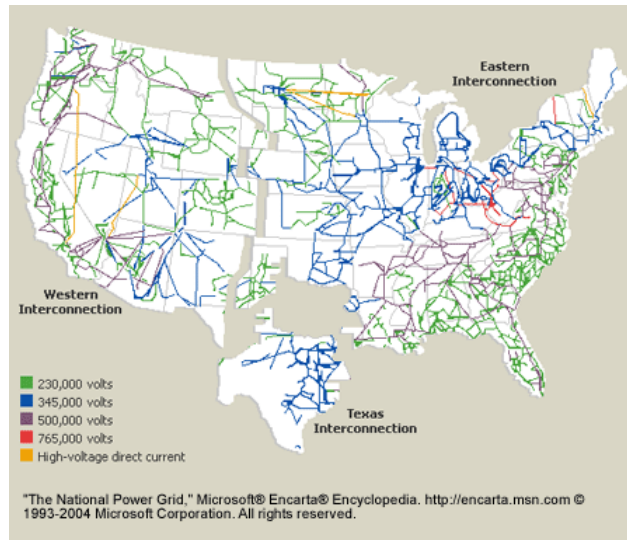 Eastern
Interconnection
Western
Interconnection
Texas
Interconnection
230,000 volts
345,000 volts
500,000 volts
765,000 volts
High-voltage direct current
"The National Power Grid," Microsoft® Encarta® Encyclopedia. http://encarta.msn.com ©
1993-2004 Microsoft Corporation. All rights reserved.